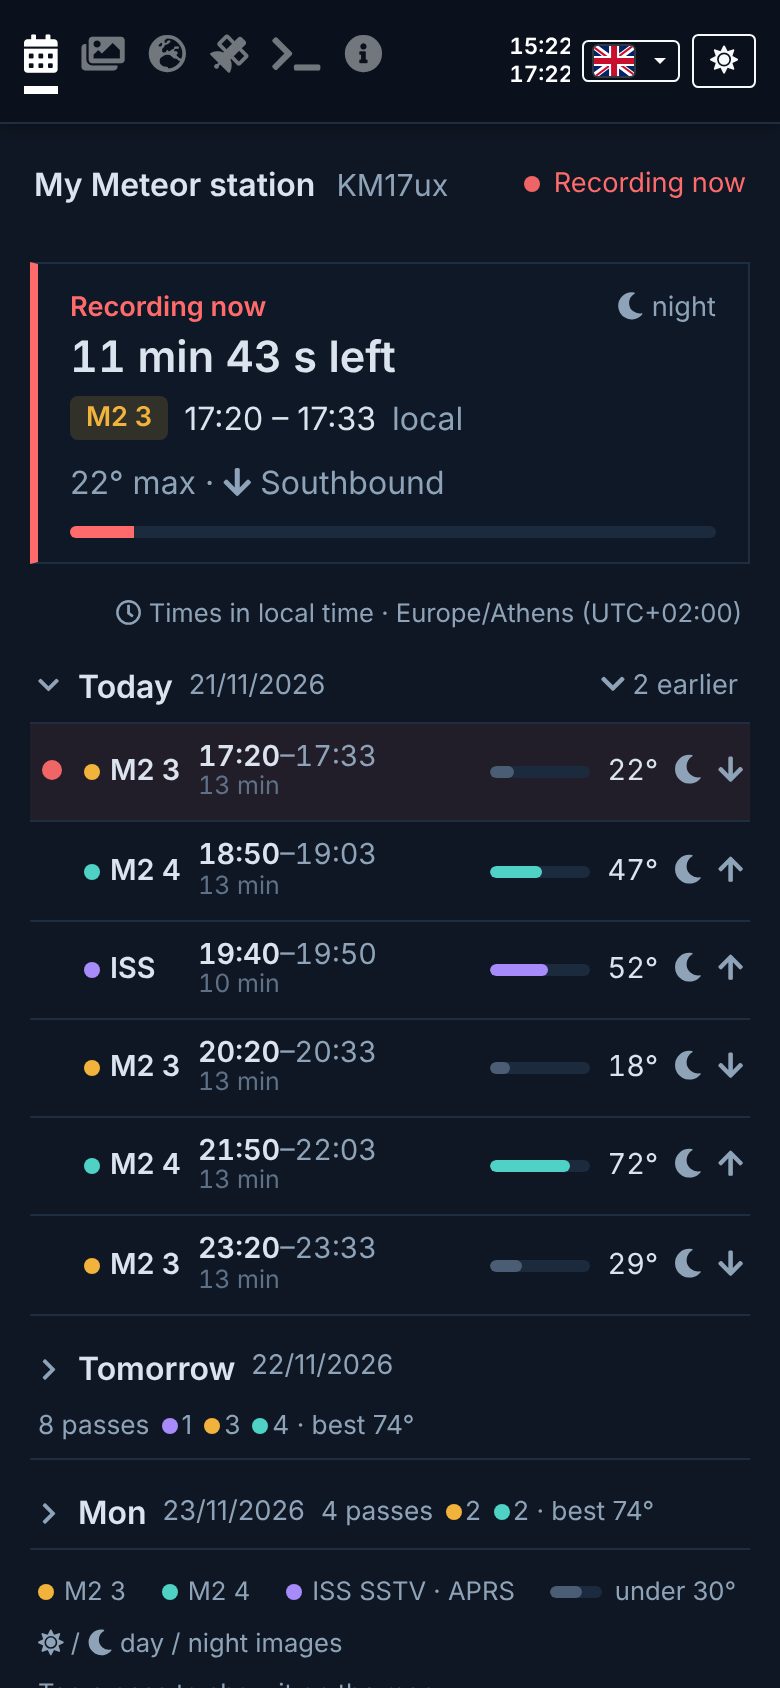 15:22
17:22
My Meteor station KM17ux Recording now
Recording now night
11 min 43 s left
M2 3 17:20 – 17:33 local
22° max · ↓ Southbound
Times in local time · Europe/Athens (UTC+02:00)
Today 21/11/2026 2 earlier
M2 3 17:20–17:33 22° ↓
13 min
M2 4 18:50–19:03 47° ↑
13 min
ISS 19:40–19:50 52° ↑
10 min
M2 3 20:20–20:33 18° ↓
13 min
M2 4 21:50–22:03 72° ↑
13 min
M2 3 23:20–23:33 29° ↓
13 min
Tomorrow 22/11/2026
8 passes 1 3 4 · best 74°
Mon 23/11/2026 4 passes 2 2 · best 74°
M2 3 M2 4 ISS SSTV · APRS under 30°
/ day / night images